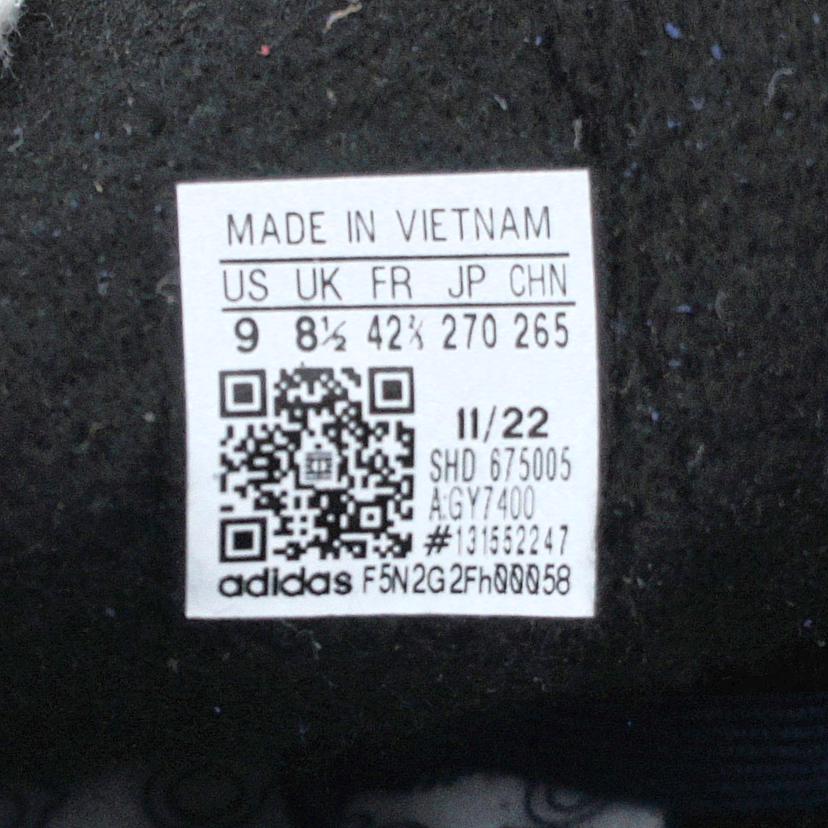 MADE IN VIETNAM
US UK FR JP CHN
9 8½ 42⅔ 270 265
11/22
SHD 675005
A:GY7400
#131552247
adidas F5N2G2Fh00058